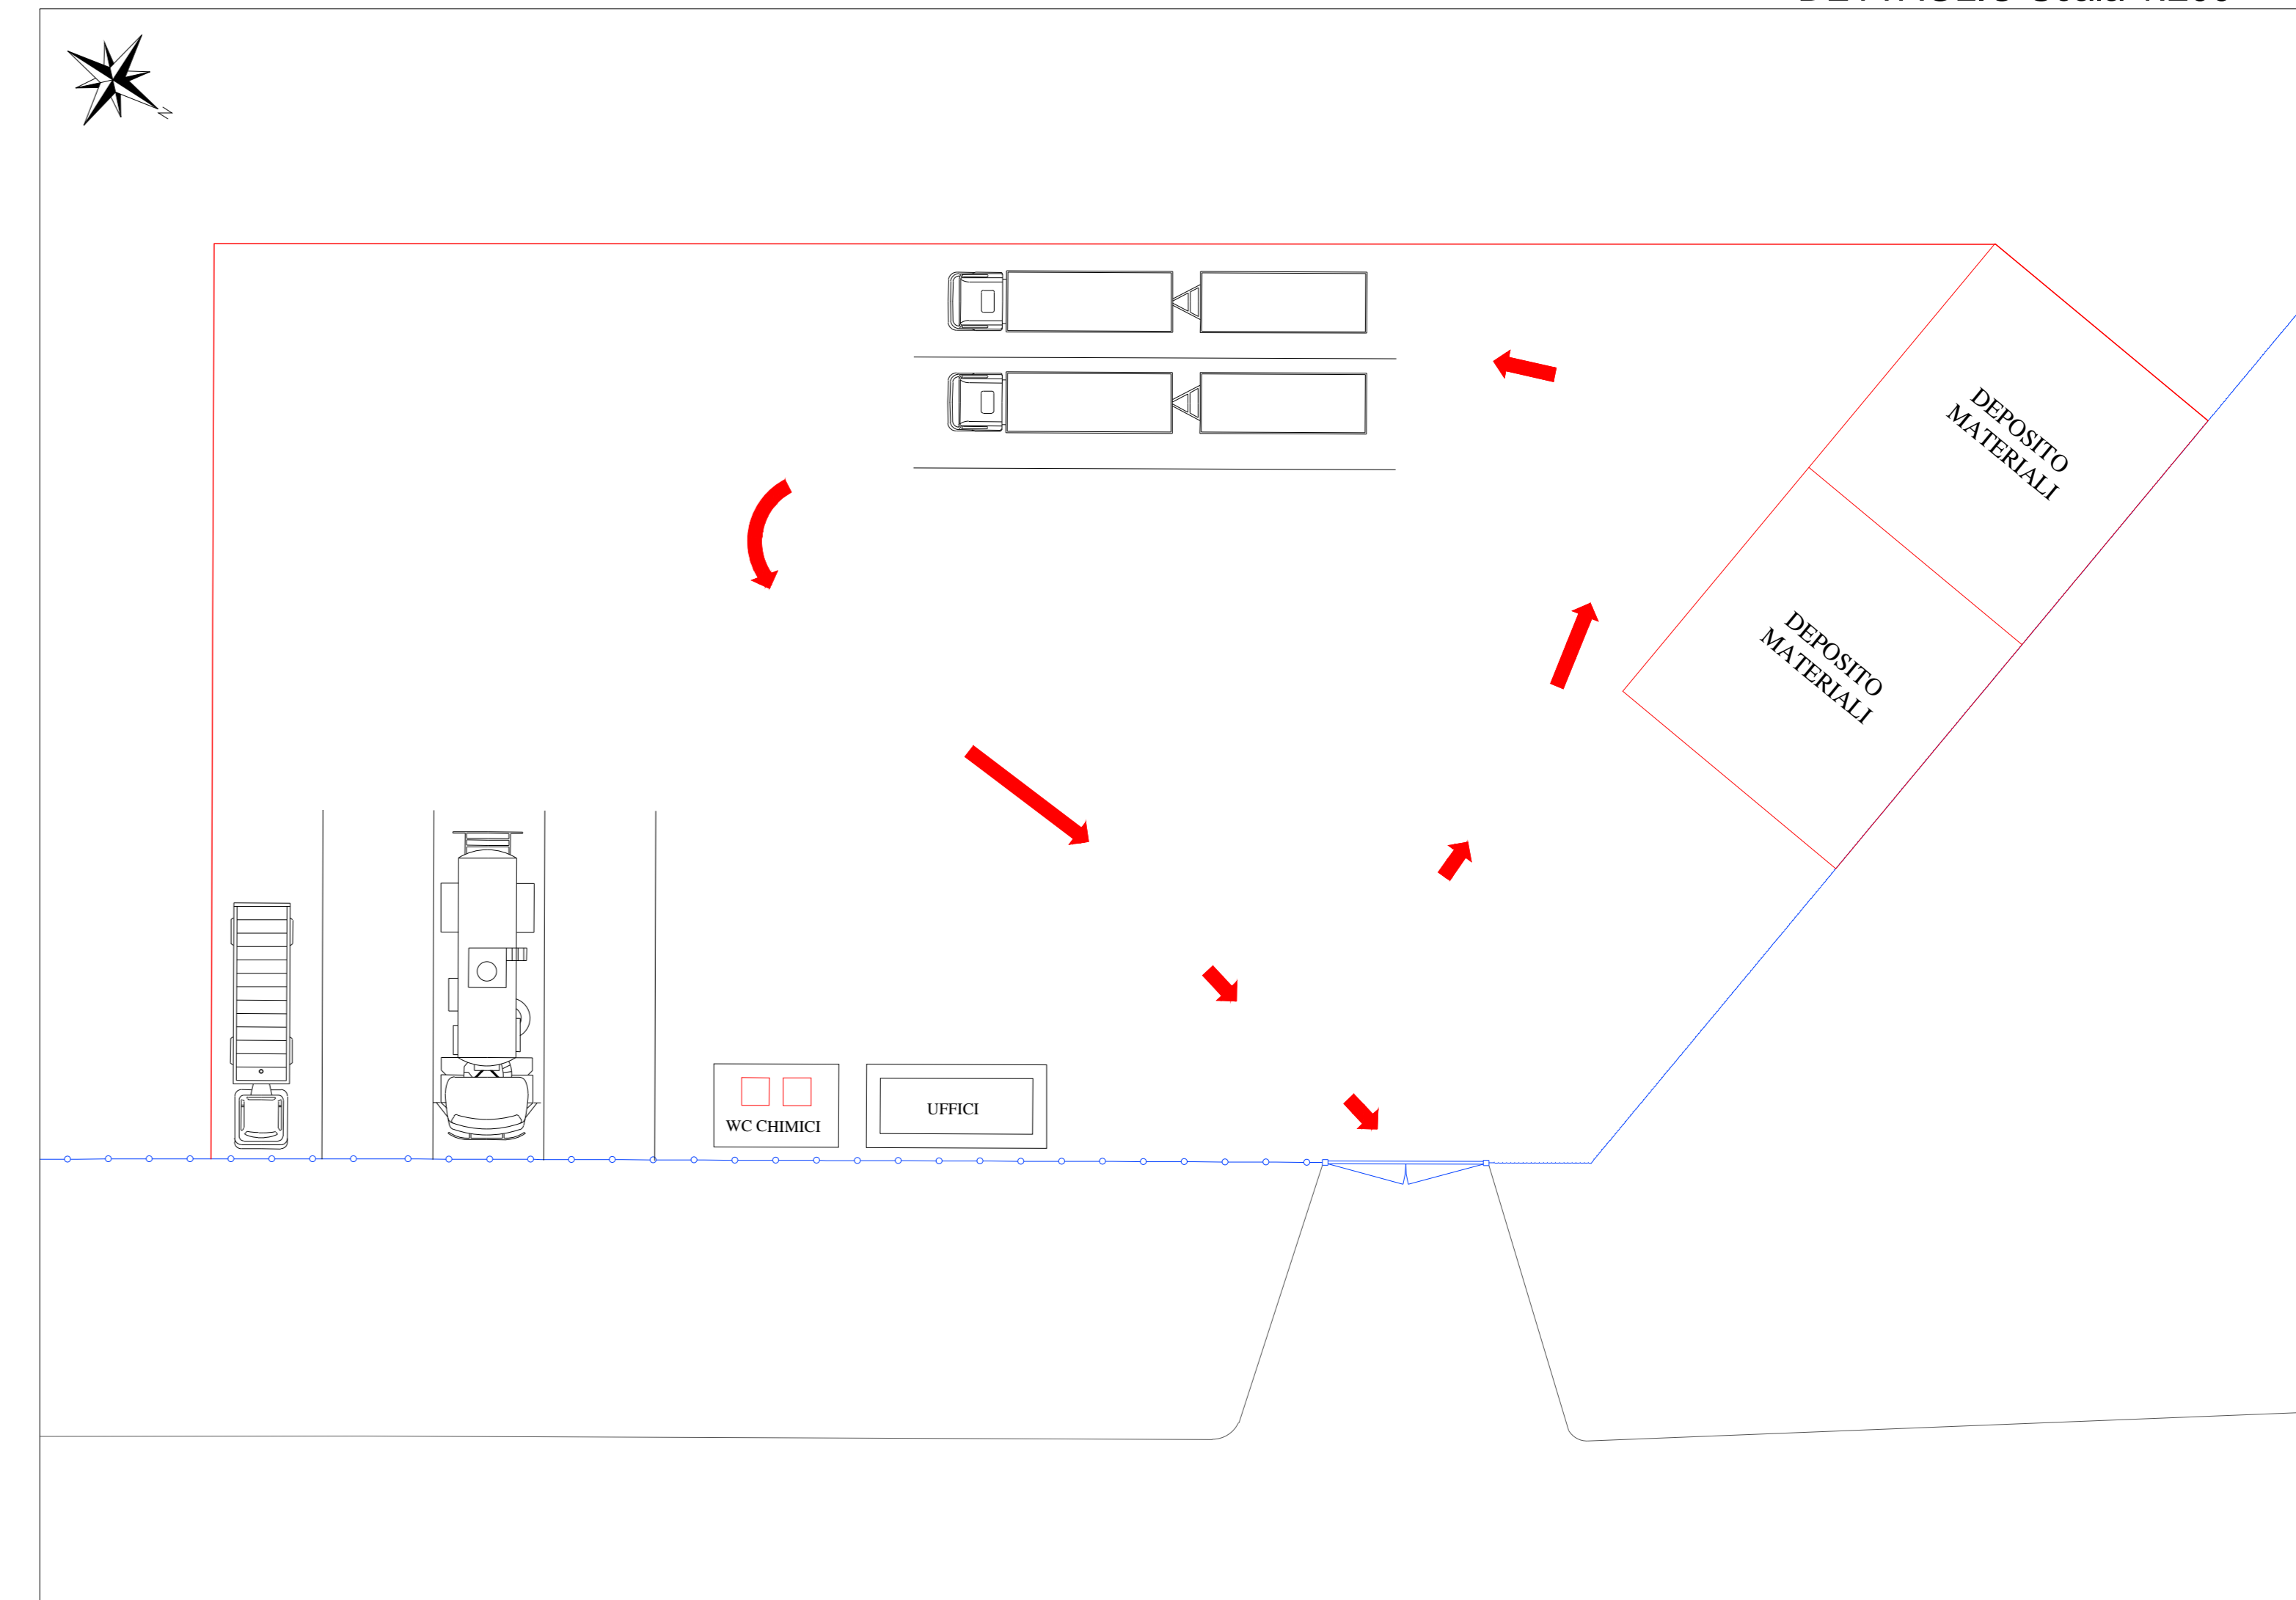 N
DEPOSITO
MATERIALI
DEPOSITO
MATERIALI
WC CHIMICI
UFFICI